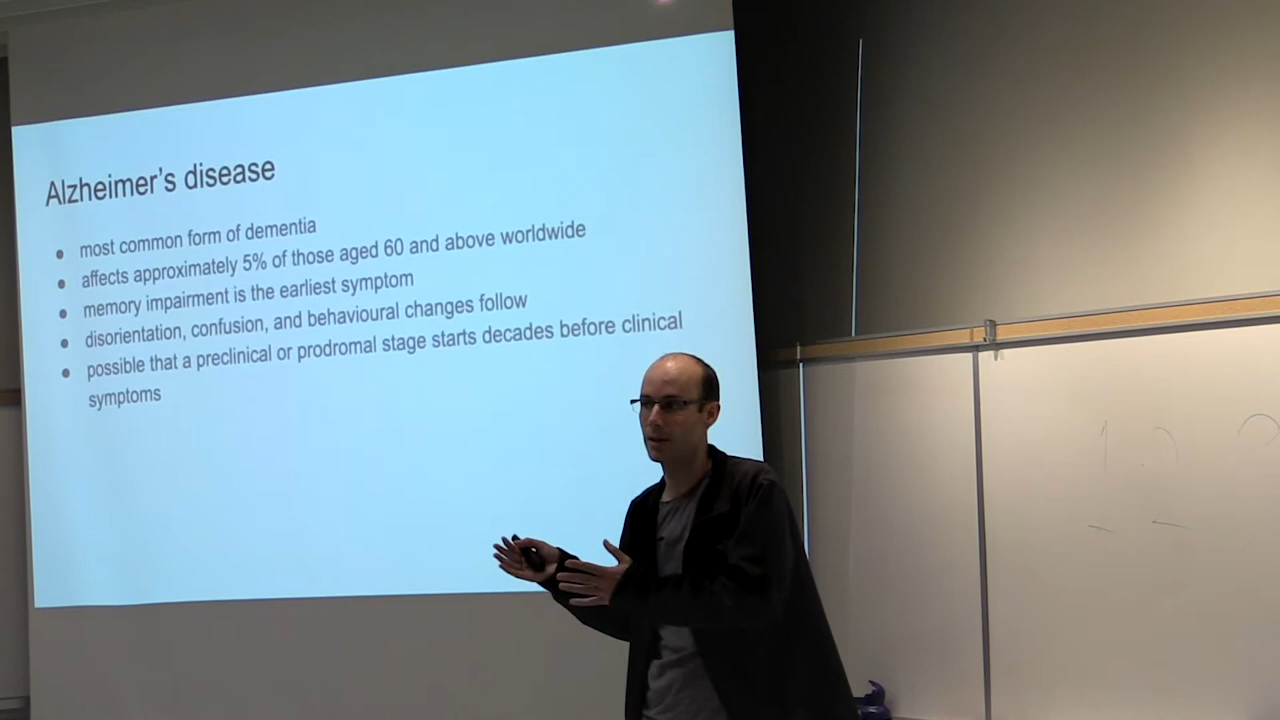 Alzheimer's disease
● most common form of dementia
● affects approximately 5% of those aged 60 and above worldwide
● memory impairment is the earliest symptom
● disorientation, confusion, and behavioural changes follow
● possible that a preclinical or prodromal stage starts decades before clinical
symptoms